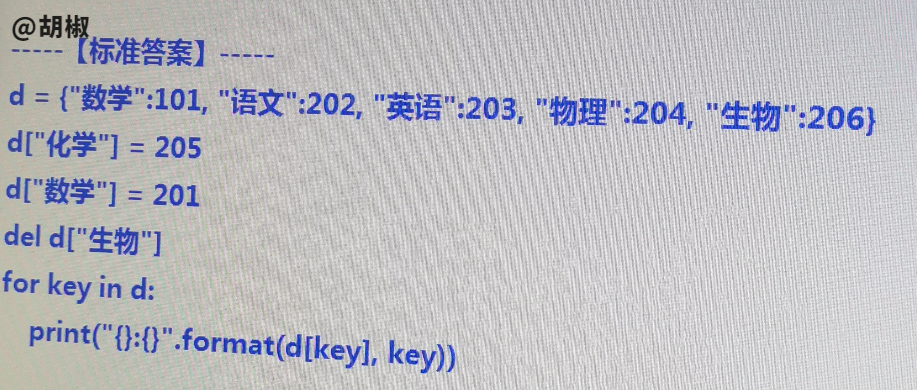 @胡椒
-----【标准答案】-----
d = {"数学":101, "语文":202, "英语":203, "物理":204, "生物":206}
d["化学"] = 205
d["数学"] = 201
del d["生物"]
for key in d:
    print("{}:{}".format(d[key], key))